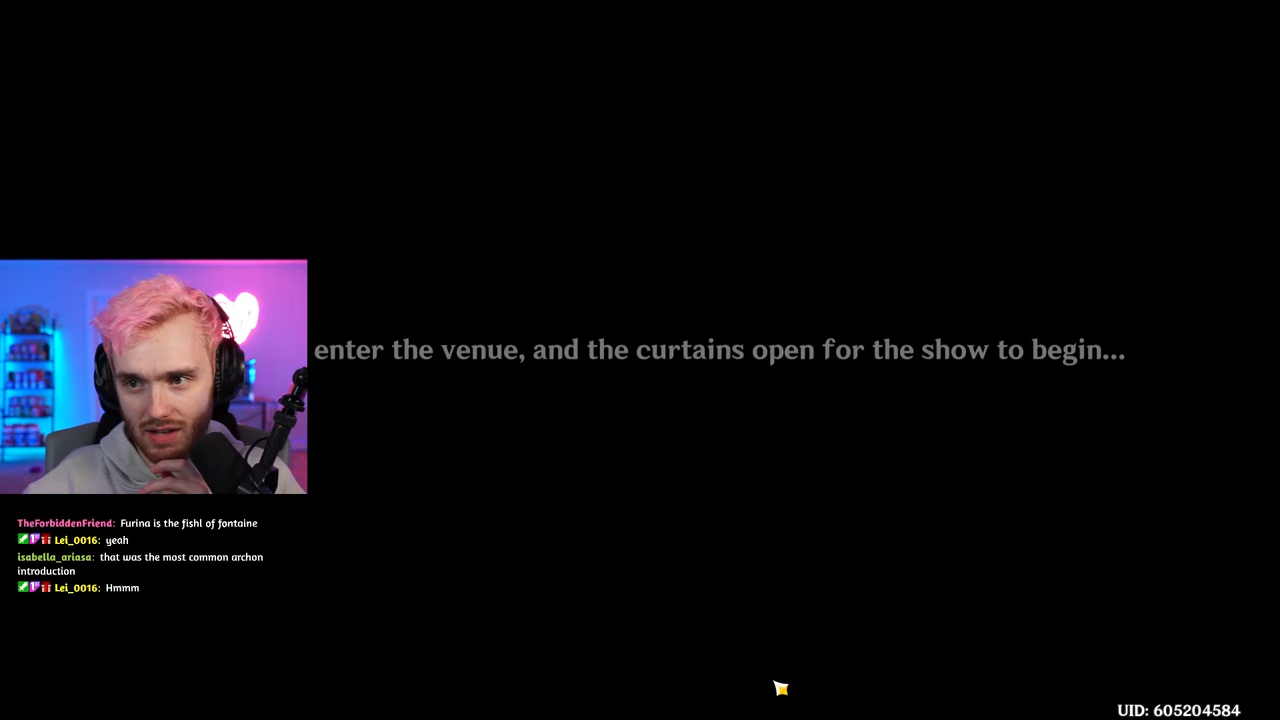 enter the venue, and the curtains open for the show to begin...
TheForbiddenFriend: Furina is the fishl of fontaine
Lei_0016: yeah
isabella_ariasa: that was the most common archon
introduction
Lei_0016: Hmmm
UID: 605204584